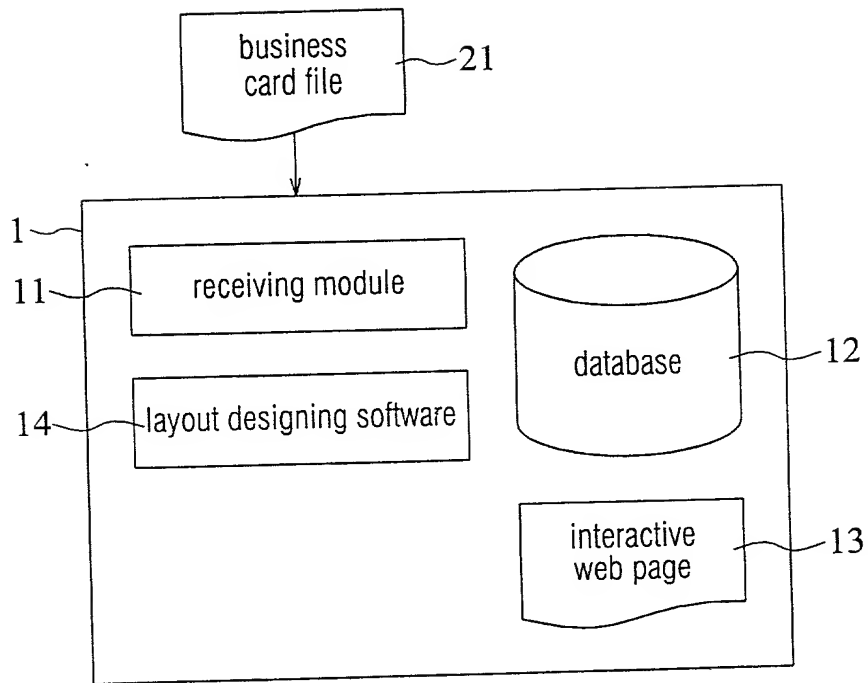 business
card file
21
1
11
receiving module
database
12
14
layout designing software
interactive
web page
13